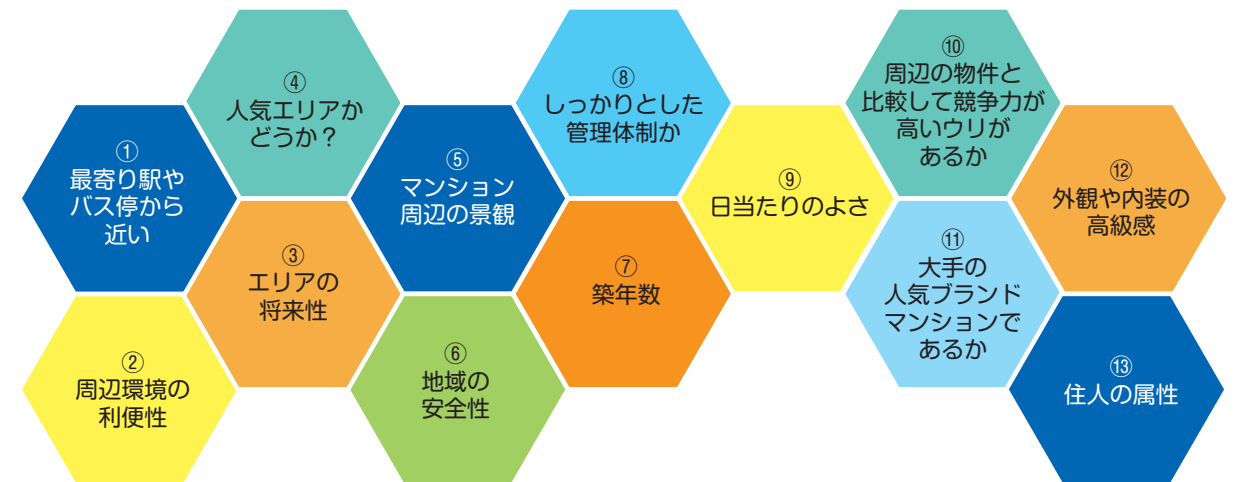 ①
最寄り駅や
バス停から
近い
②
周辺環境の
利便性
③
エリアの
将来性
④
人気エリアか
どうか？
⑤
マンション
周辺の景観
⑥
地域の
安全性
⑦
築年数
⑧
しっかりとした
管理体制か
⑨
日当たりのよさ
⑩
周辺の物件と
比較して競争力が
高いウリが
あるか
⑪
大手の
人気ブランド
マンションで
あるか
⑫
外観や内装の
高級感
⑬
住人の属性